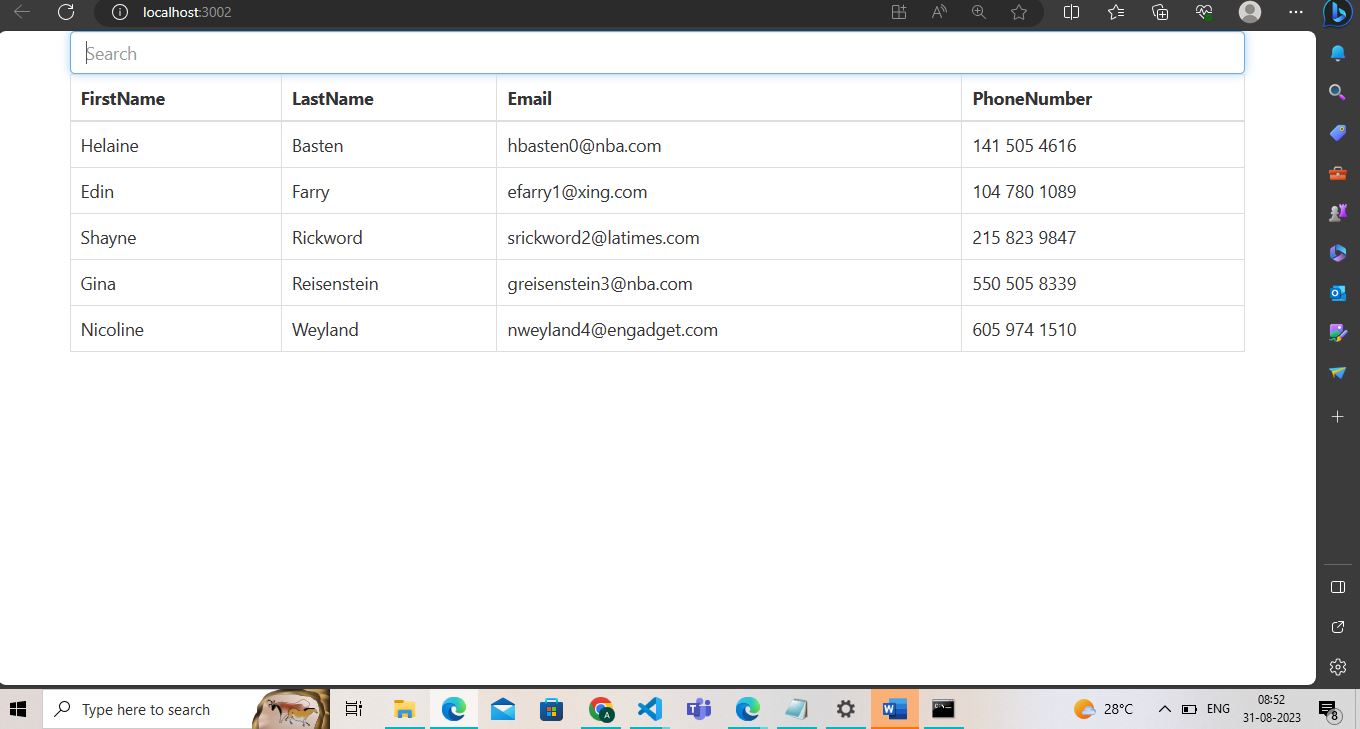 localhost:3002
Search
FirstName LastName Email PhoneNumber
Helaine Basten hbasten0@nba.com 141 505 4616
Edin Farry efarry1@xing.com 104 780 1089
Shayne Rickword srickword2@latimes.com 215 823 9847
Gina Reisenstein greisenstein3@nba.com 550 505 8339
Nicoline Weyland nweyland4@engadget.com 605 974 1510
Type here to search
28°C
ENG
08:52
31-08-2023
8